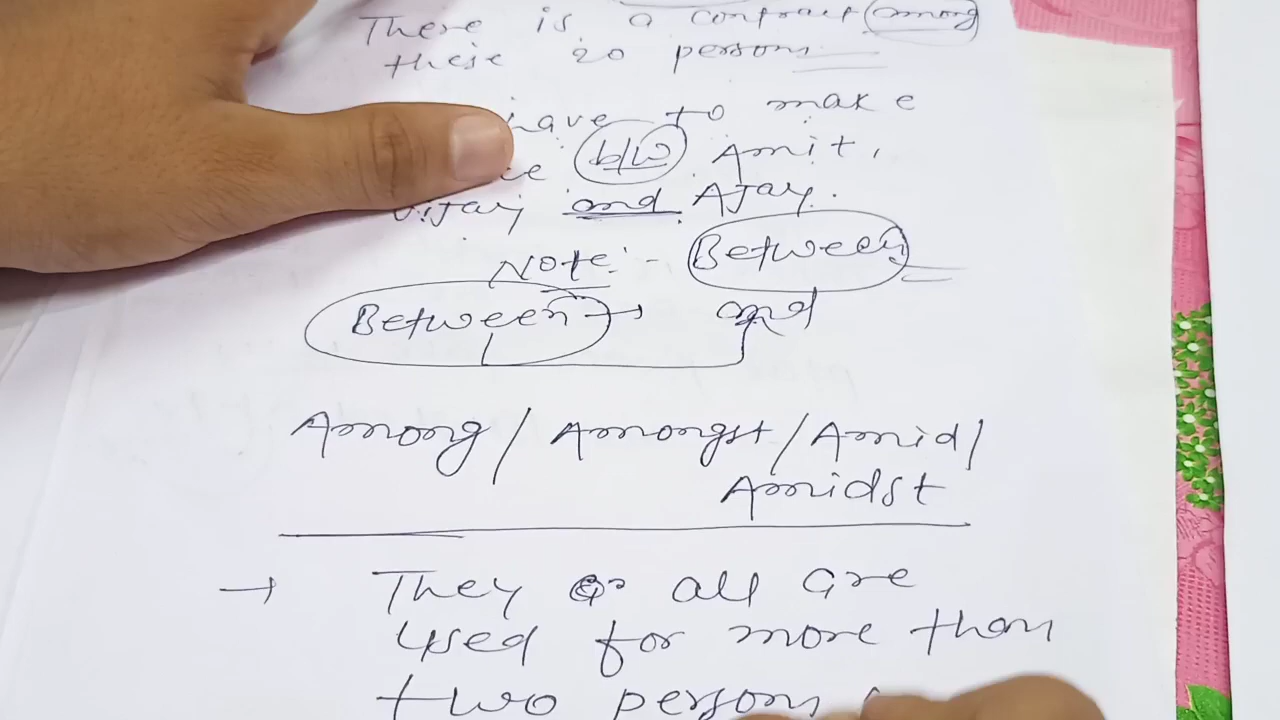 There is a contract among
these 20 persons
have to make
b/w Amit,
Vijay and Ajay.
Note:- Between
Between → and
Among / Amongst / Amid /
Amidst
→ They all are
used for more than
two persons